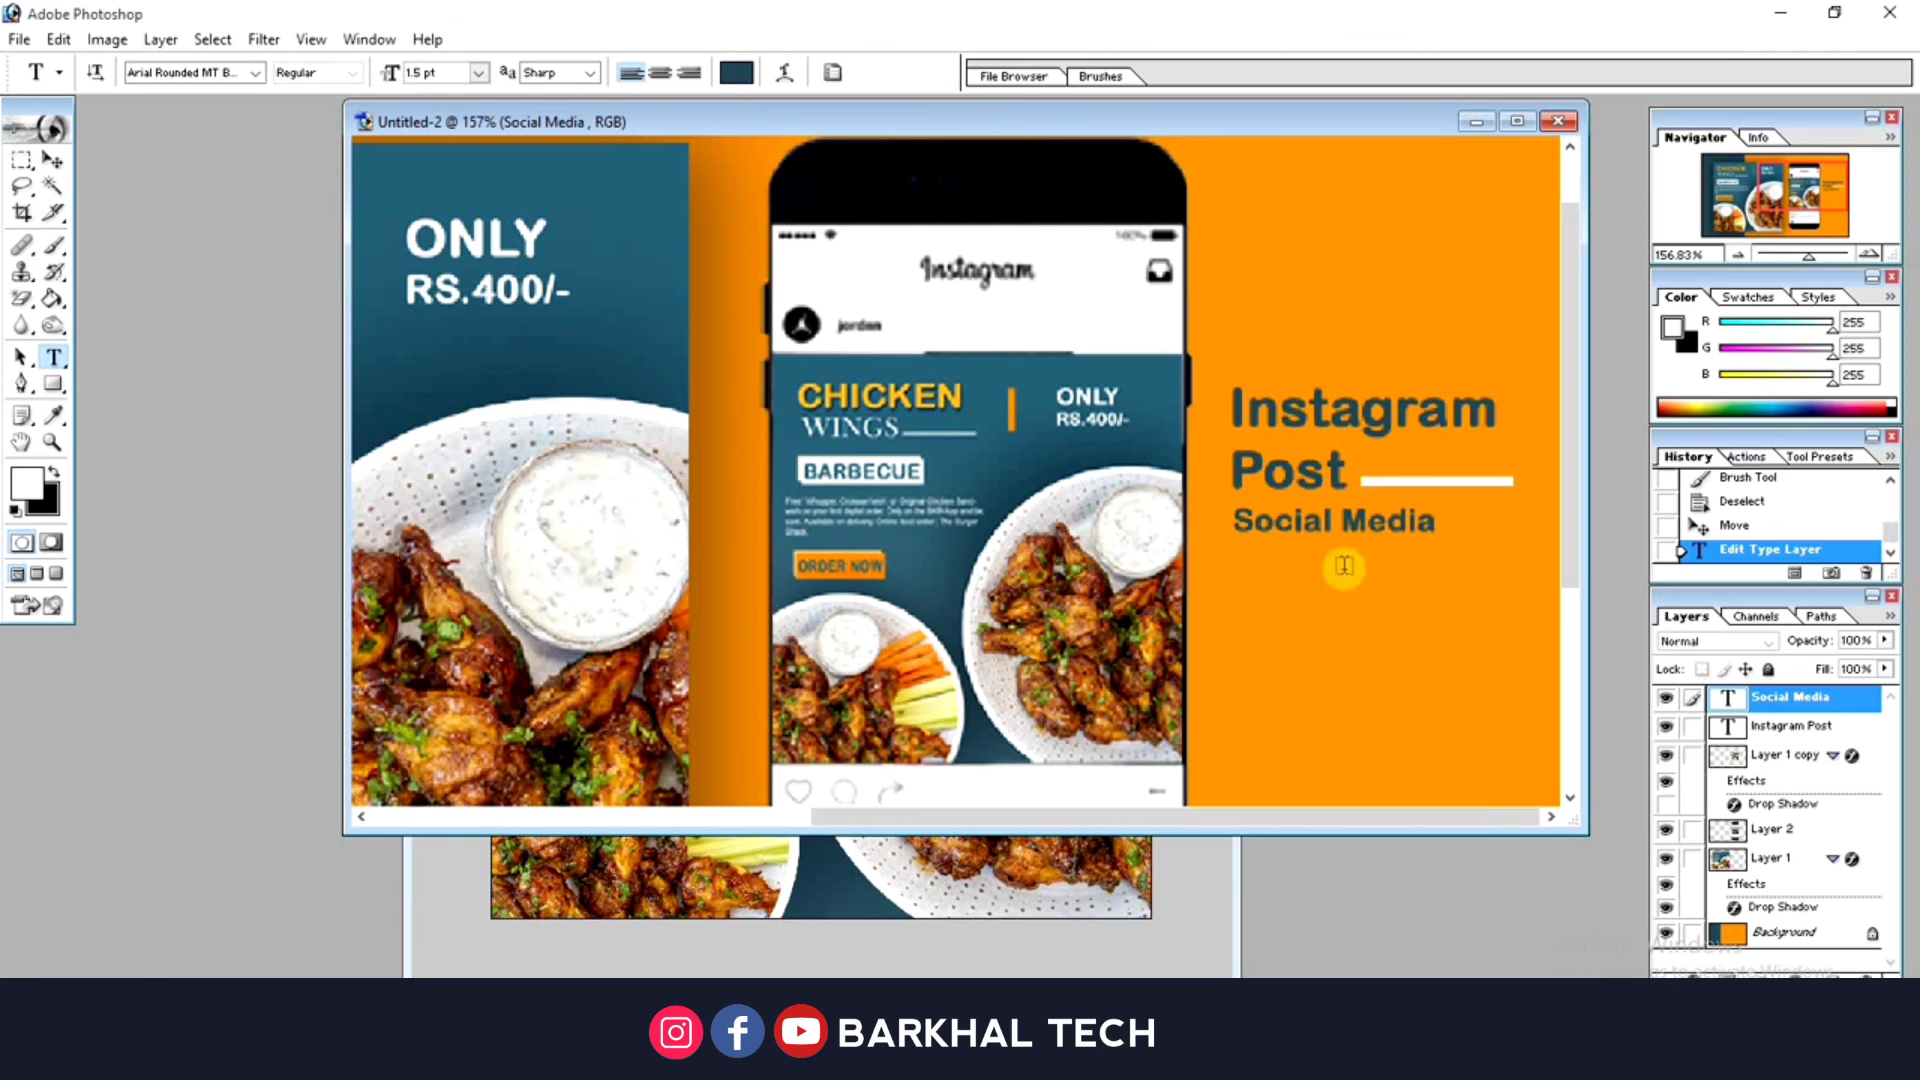 Adobe Photoshop
File Edit Image Layer Select Filter View Window Help
T Arial Rounded MT B... Regular T 1.5 pt aa Sharp
File Browser Brushes
Untitled-2 @ 157% (Social Media , RGB)
ONLY
RS.400/-
100%
Instagram
jordan
CHICKEN
WINGS
ONLY
RS.400/-
BARBECUE
ORDER NOW
Instagram
Post
Social Media
Navigator Info
156.83%
Color Swatches Styles
R 255
G 255
B 255
History Actions Tool Presets
Brush Tool
Deselect
Move
Edit Type Layer
Layers Channels Paths
Normal Opacity: 100%
Lock: Fill: 100%
Social Media
Instagram Post
Layer 1 copy
Effects
Drop Shadow
Layer 2
Layer 1
Effects
Drop Shadow
Background
BARKHAL TECH